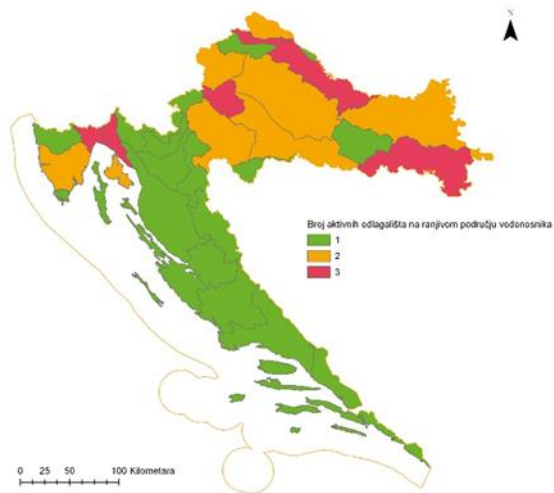 N
Broj aktivnih odlagališta na ranjivom području vodonosnika
1
2
3
0 25 50 100 Kilometara